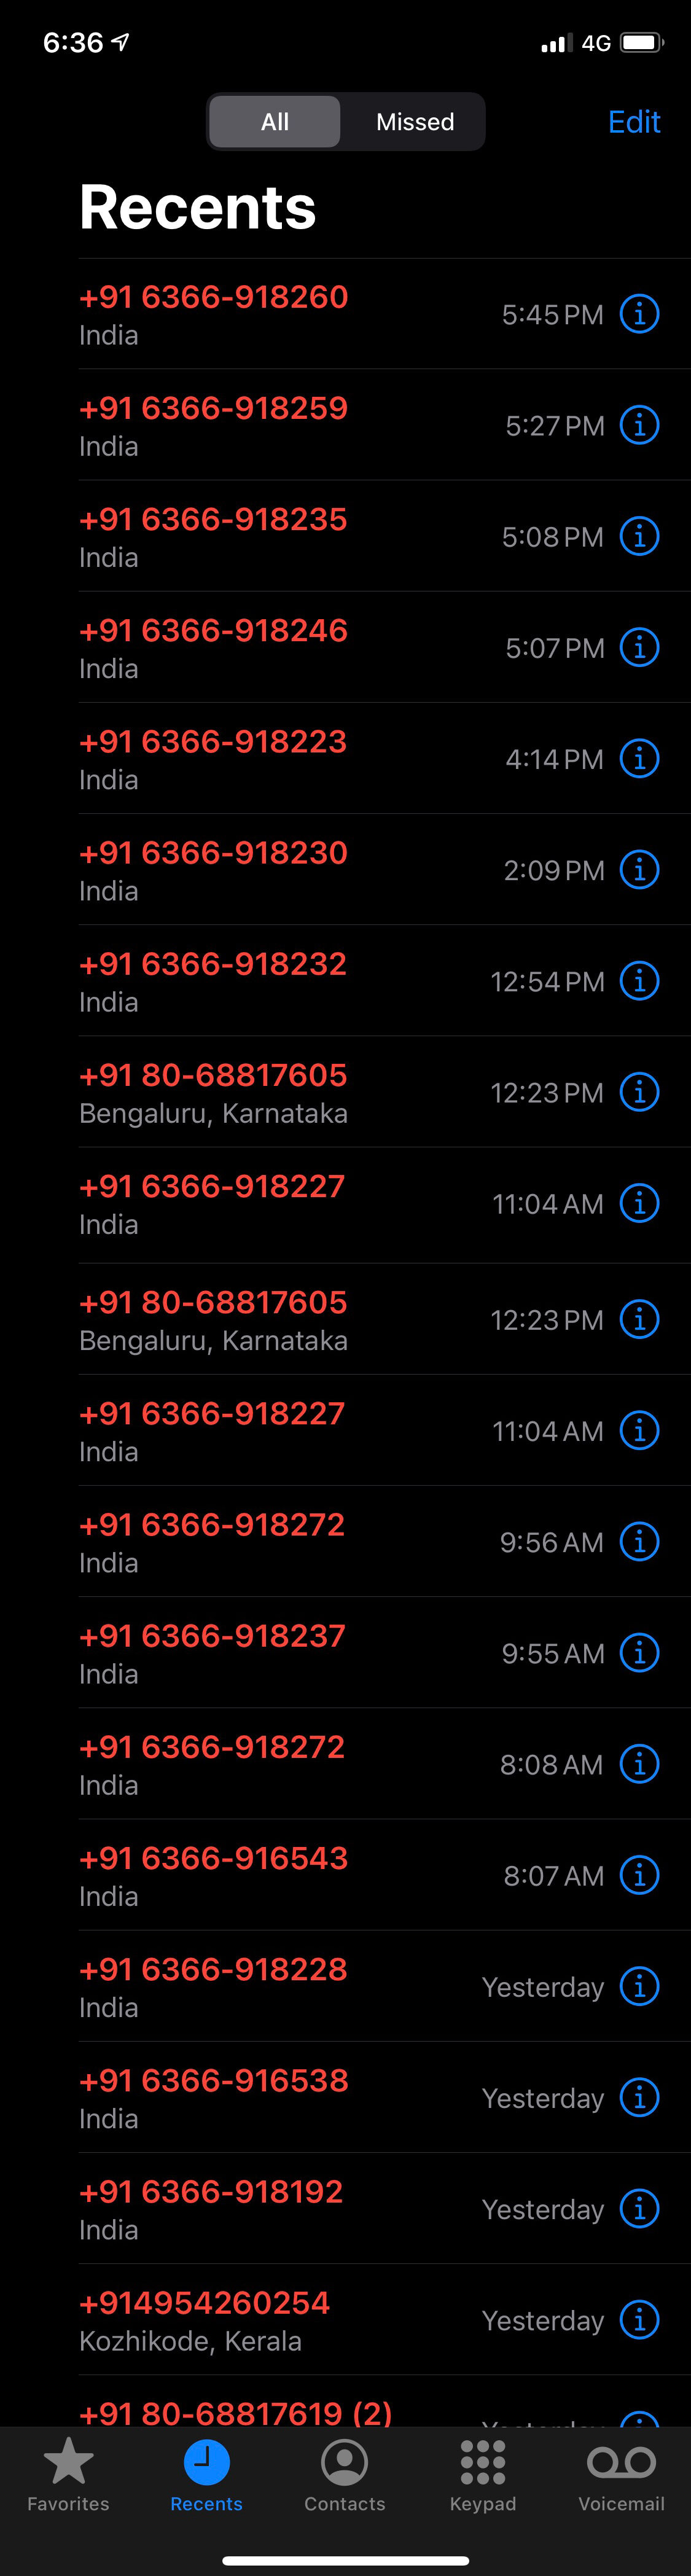 6:36
4G
All Missed Edit
Recents
+91 6366-918260
India
5:45 PM
+91 6366-918259
India
5:27 PM
+91 6366-918235
India
5:08 PM
+91 6366-918246
India
5:07 PM
+91 6366-918223
India
4:14 PM
+91 6366-918230
India
2:09 PM
+91 6366-918232
India
12:54 PM
+91 80-68817605
Bengaluru, Karnataka
12:23 PM
+91 6366-918227
India
11:04 AM
+91 80-68817605
Bengaluru, Karnataka
12:23 PM
+91 6366-918227
India
11:04 AM
+91 6366-918272
India
9:56 AM
+91 6366-918237
India
9:55 AM
+91 6366-918272
India
8:08 AM
+91 6366-916543
India
8:07 AM
+91 6366-918228
India
Yesterday
+91 6366-916538
India
Yesterday
+91 6366-918192
India
Yesterday
+914954260254
Kozhikode, Kerala
Yesterday
+91 80-68817619 (2)
Favorites Recents Contacts Keypad Voicemail